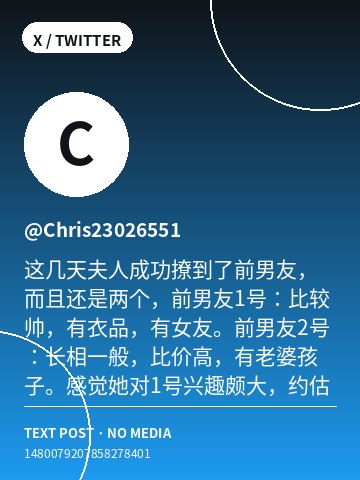 X / TWITTER
C
@Chris23026551
这几天夫人成功撩到了前男友，
而且还是两个，前男友1号：比较
帅，有衣品，有女友。前男友2号
：长相一般，比价高，有老婆孩
子。感觉她对1号兴趣颇大，约估
TEXT POST · NO MEDIA
1480079207858278401